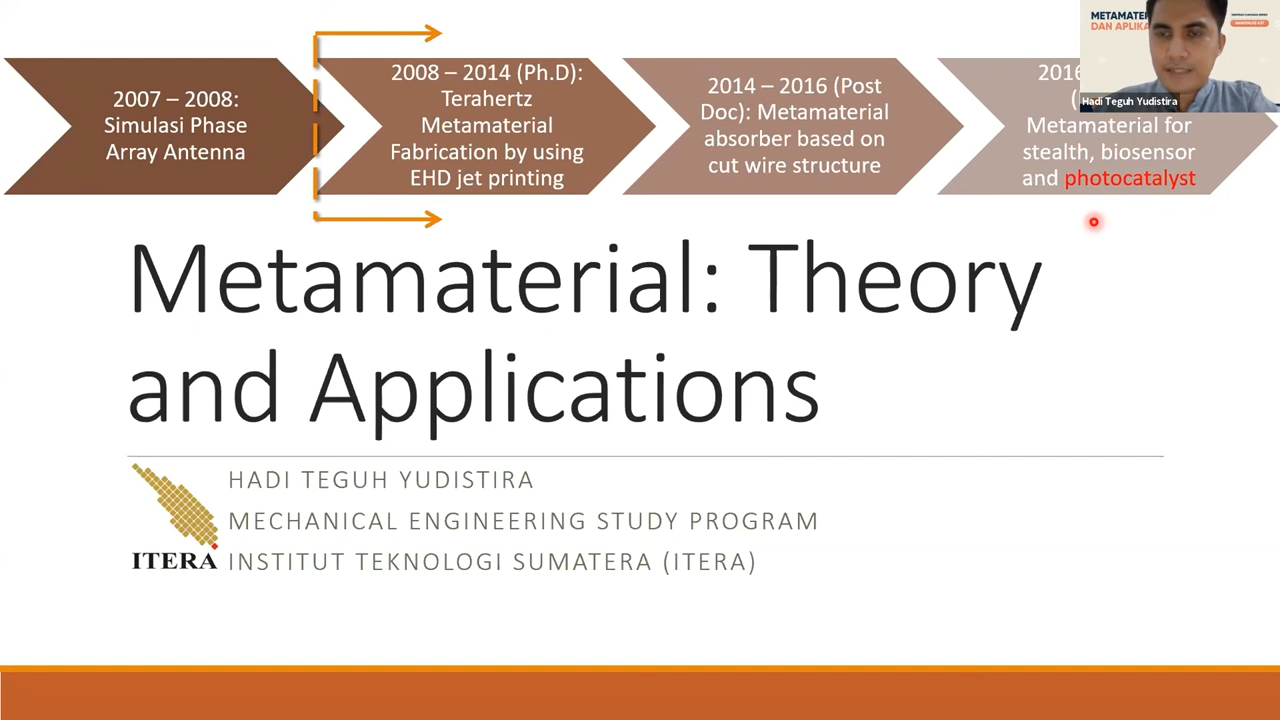 2007 – 2008:
Simulasi Phase
Array Antenna
2008 – 2014 (Ph.D):
Terahertz
Metamaterial
Fabrication by using
EHD jet printing
2014 – 2016 (Post
Doc): Metamaterial
absorber based on
cut wire structure
2016
(
Metamaterial for
stealth, biosensor
and photocatalyst
DAN
Hadi Teguh Yudistira
Metamaterial: Theory
and Applications
HADI TEGUH YUDISTIRA
MECHANICAL ENGINEERING STUDY PROGRAM
ITERA
INSTITUT TEKNOLOGI SUMATERA (ITERA)